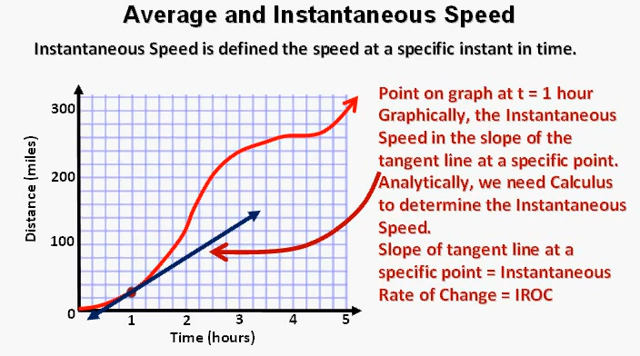 Average and Instantaneous Speed
Instantaneous Speed is defined the speed at a specific instant in time.
Point on graph at t = 1 hour
Graphically, the Instantaneous
Speed in the slope of the
tangent line at a specific point.
Analytically, we need Calculus
to determine the Instantaneous
Speed.
Slope of tangent line at a
specific point = Instantaneous
Rate of Change = IROC
Distance (miles)
300
200
100
0
1 2 3 4 5
Time (hours)